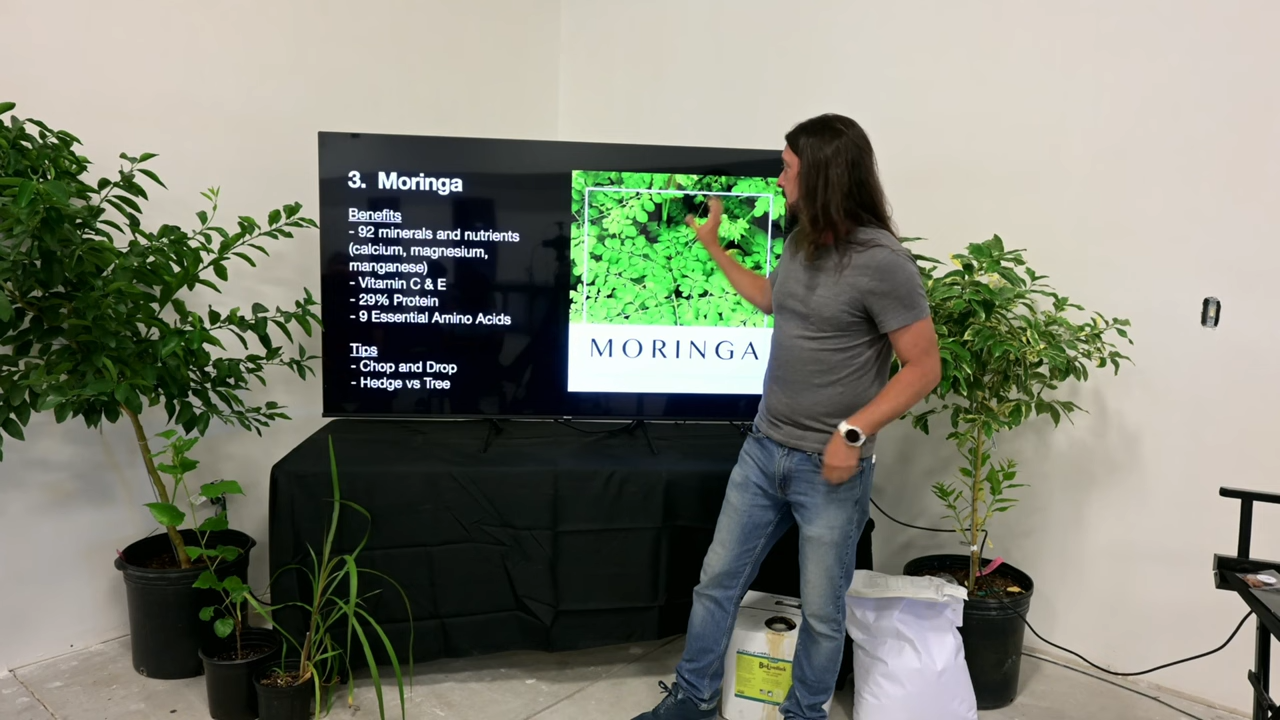 3. Moringa
Benefits
- 92 minerals and nutrients
(calcium, magnesium,
manganese)
- Vitamin C & E
- 29% Protein
- 9 Essential Amino Acids
Tips
- Chop and Drop
- Hedge vs Tree
MORINGA